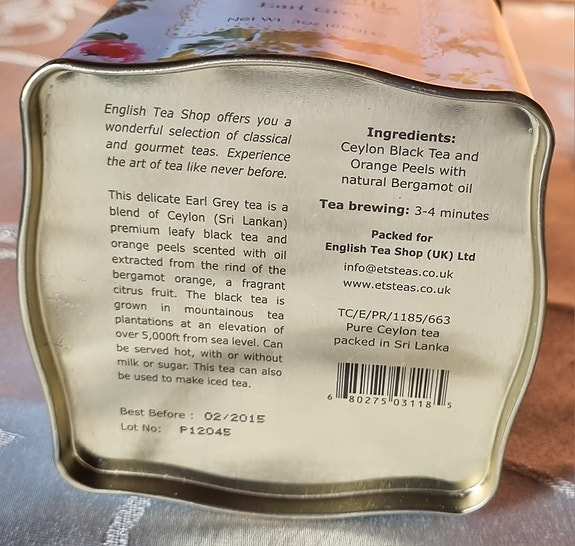 Earl Grey
Net Wt. 3oz
English Tea Shop offers you a
wonderful selection of classical
and gourmet teas. Experience
the art of tea like never before.
This delicate Earl Grey tea is a
blend of Ceylon (Sri Lankan)
premium leafy black tea and
orange peels scented with oil
extracted from the rind of the
bergamot orange, a fragrant
citrus fruit. The black tea is
grown in mountainous tea
plantations at an elevation of
over 5,000ft from sea level. Can
be served hot, with or without
milk or sugar. This tea can also
be used to make iced tea.
Best Before : 02/2015
Lot No: P12045
Ingredients:
Ceylon Black Tea and
Orange Peels with
natural Bergamot oil
Tea brewing: 3-4 minutes
Packed for
English Tea Shop (UK) Ltd
info@etsteas.co.uk
www.etsteas.co.uk
TC/E/PR/1185/663
Pure Ceylon tea
packed in Sri Lanka
6 80275 03118 5